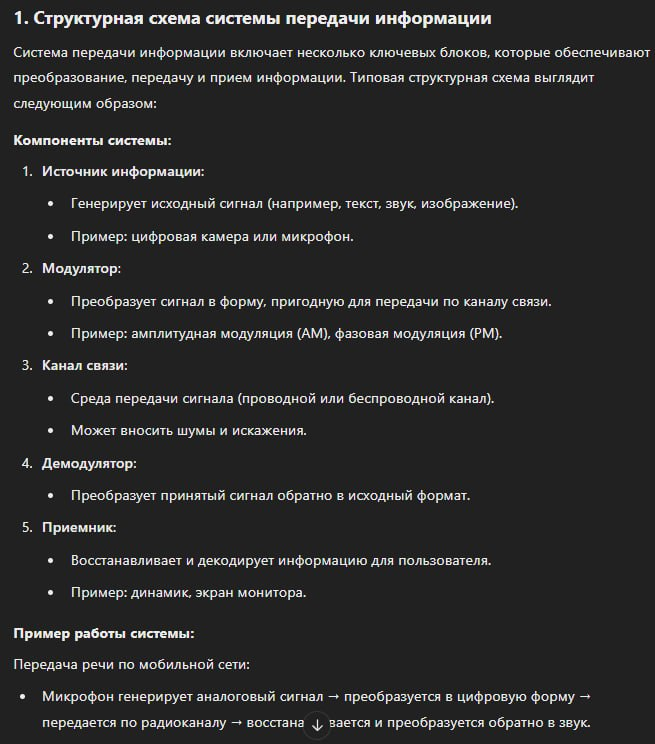 1. Структурная схема системы передачи информации
Система передачи информации включает несколько ключевых блоков, которые обеспечивают
преобразование, передачу и прием информации. Типовая структурная схема выглядит
следующим образом:
Компоненты системы:
1. Источник информации:
• Генерирует исходный сигнал (например, текст, звук, изображение).
• Пример: цифровая камера или микрофон.
2. Модулятор:
• Преобразует сигнал в форму, пригодную для передачи по каналу связи.
• Пример: амплитудная модуляция (AM), фазовая модуляция (PM).
3. Канал связи:
• Среда передачи сигнала (проводной или беспроводной канал).
• Может вносить шумы и искажения.
4. Демодулятор:
• Преобразует принятый сигнал обратно в исходный формат.
5. Приемник:
• Восстанавливает и декодирует информацию для пользователя.
• Пример: динамик, экран монитора.
Пример работы системы:
Передача речи по мобильной сети:
• Микрофон генерирует аналоговый сигнал → преобразуется в цифровую форму →
передается по радиоканалу → и преобразуется обратно в звук.